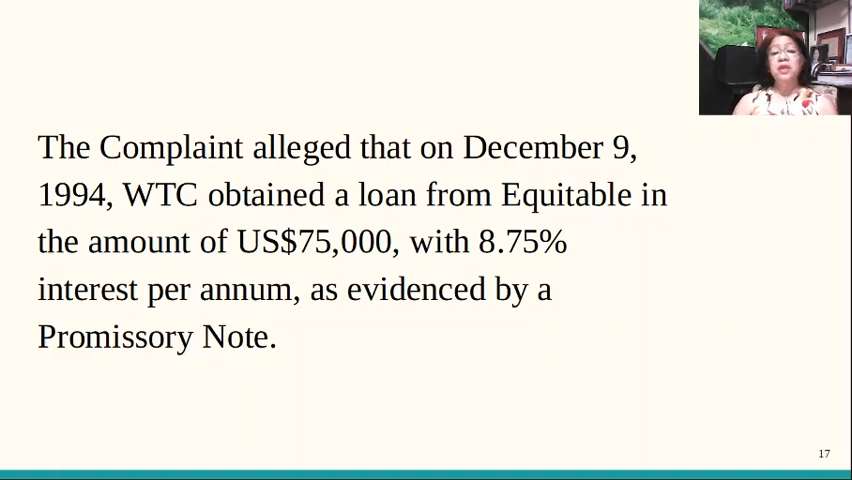 The Complaint alleged that on December 9,
1994, WTC obtained a loan from Equitable in
the amount of US$75,000, with 8.75%
interest per annum, as evidenced by a
Promissory Note.
17